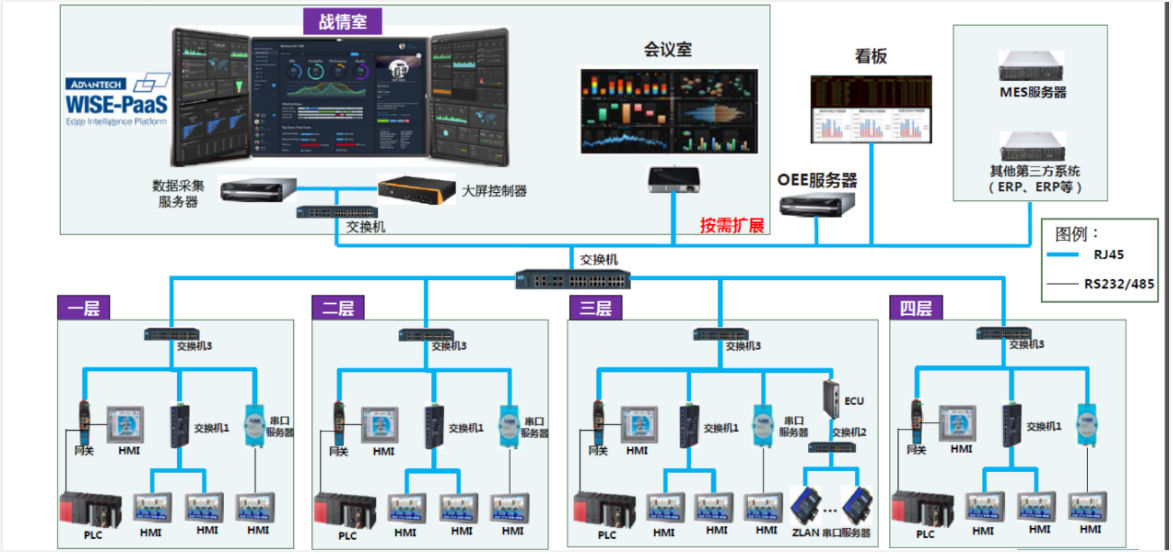 战情室
会议室
看板
ADVANTECH
WISE-PaaS
Edge Intelligence Platform
MES服务器
其他第三方系统
（ERP、ERP等）
数据采集
服务器
大屏控制器
交换机
OEE服务器
按需扩展
图例：
RJ45
RS232/485
交换机
一层
交换机3
网关
HMI
交换机1
串口
服务器
PLC
HMI
HMI
HMI
二层
交换机3
网关
HMI
交换机1
串口
服务器
PLC
HMI
HMI
HMI
三层
交换机3
网关
HMI
交换机1
串口
服务器
ECU
交换机2
PLC
HMI
HMI
HMI
...
ZLAN 串口服务器
四层
交换机3
网关
HMI
交换机1
PLC
HMI
HMI
HMI